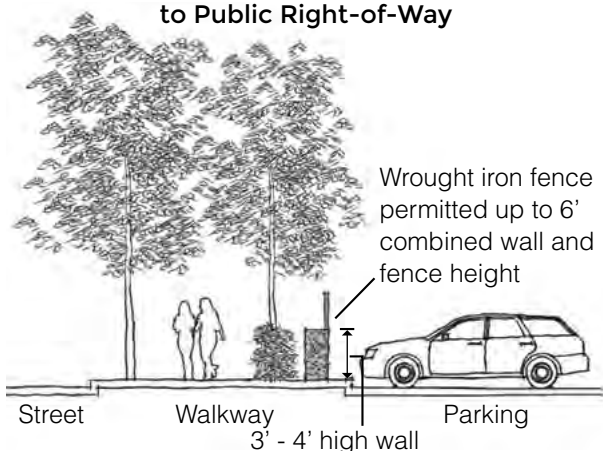 to Public Right-of-Way
Wrought iron fence
permitted up to 6’
combined wall and
fence height
Street
Walkway
Parking
3’ - 4’ high wall